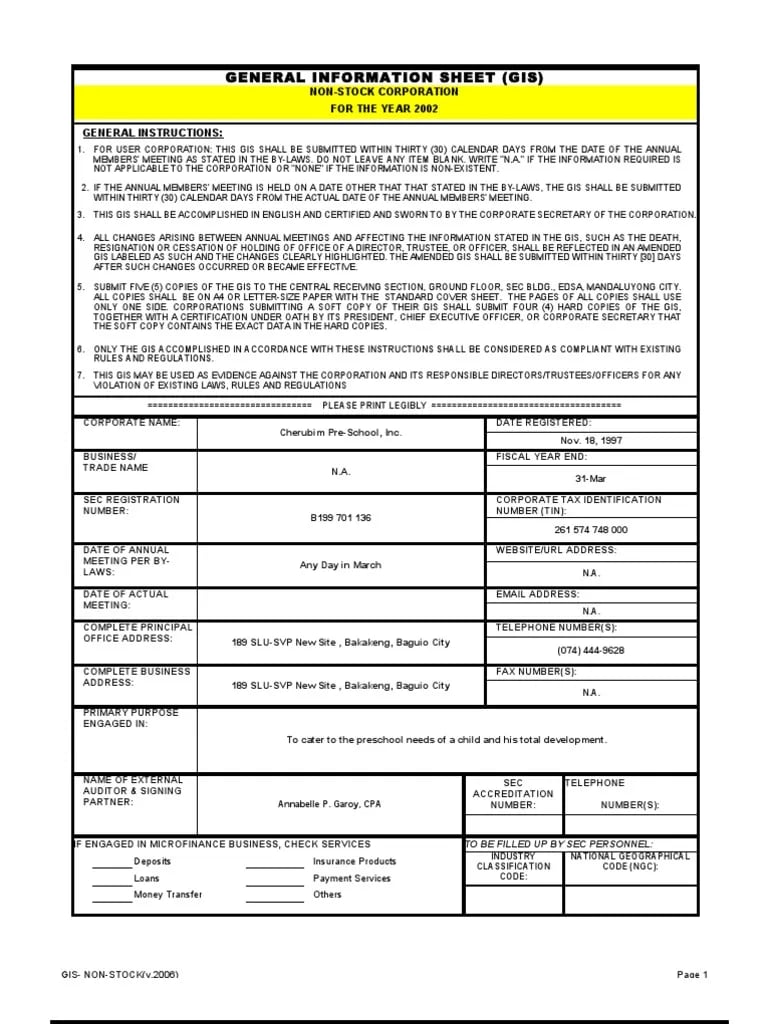 GENERAL INFORMATION SHEET (GIS)
NON-STOCK CORPORATION
FOR THE YEAR 2002
GENERAL INSTRUCTIONS:
1. FOR USER CORPORATION: THIS GIS SHALL BE SUBMITTED WITHIN THIRTY (30) CALENDAR DAYS FROM THE DATE OF THE ANNUAL
MEMBERS' MEETING AS STATED IN THE BY-LAWS. DO NOT LEAVE ANY ITEM BLANK. WRITE "N.A." IF THE INFORMATION REQUIRED IS
NOT APPLICABLE TO THE CORPORATION OR "NONE" IF THE INFORMATION IS NON-EXISTENT.
2. IF THE ANNUAL MEMBERS' MEETING IS HELD ON A DATE OTHER THAT THAT STATED IN THE BY-LAWS, THE GIS SHALL BE SUBMITTED
WITHIN THIRTY (30) CALENDAR DAYS FROM THE ACTUAL DATE OF THE ANNUAL MEMBERS' MEETING.
3. THIS GIS SHALL BE ACCOMPLISHED IN ENGLISH AND CERTIFIED AND SWORN TO BY THE CORPORATE SECRETARY OF THE CORPORATION.
4. ALL CHANGES ARISING BETWEEN ANNUAL MEETINGS AND AFFECTING THE INFORMATION STATED IN THE GIS, SUCH AS THE DEATH,
RESIGNATION OR CESSATION OF HOLDING OF OFFICE OF A DIRECTOR, TRUSTEE, OR OFFICER, SHALL BE REFLECTED IN AN AMENDED
GIS LABELED AS SUCH AND THE CHANGES CLEARLY HIGHLIGHTED. THE AMENDED GIS SHALL BE SUBMITTED WITHIN THIRTY [30] DAYS
AFTER SUCH CHANGES OCCURRED OR BECAME EFFECTIVE.
5. SUBMIT FIVE (5) COPIES OF THE GIS TO THE CENTRAL RECEIVING SECTION, GROUND FLOOR, SEC BLDG., EDSA, MANDALUYONG CITY.
ALL COPIES SHALL BE ON A4 OR LETTER-SIZE PAPER WITH THE STANDARD COVER SHEET. THE PAGES OF ALL COPIES SHALL USE
ONLY ONE SIDE. CORPORATIONS SUBMITTING A SOFT COPY OF THEIR GIS SHALL SUBMIT FOUR (4) HARD COPIES OF THE GIS,
TOGETHER WITH A CERTIFICATION UNDER OATH BY ITS PRESIDENT, CHIEF EXECUTIVE OFFICER, OR CORPORATE SECRETARY THAT
THE SOFT COPY CONTAINS THE EXACT DATA IN THE HARD COPIES.
6. ONLY THE GIS ACCOMPLISHED IN ACCORDANCE WITH THESE INSTRUCTIONS SHALL BE CONSIDERED AS COMPLIANT WITH EXISTING
RULES AND REGULATIONS.
7. THIS GIS MAY BE USED AS EVIDENCE AGAINST THE CORPORATION AND ITS RESPONSIBLE DIRECTORS/TRUSTEES/OFFICERS FOR ANY
VIOLATION OF EXISTING LAWS, RULES AND REGULATIONS
================================ PLEASE PRINT LEGIBLY =====================================
CORPORATE NAME:
Cherubim Pre-School, Inc.
DATE REGISTERED:
Nov. 18, 1997
BUSINESS/
TRADE NAME
N.A.
FISCAL YEAR END:
31-Mar
SEC REGISTRATION
NUMBER:
B199 701 136
CORPORATE TAX IDENTIFICATION
NUMBER (TIN):
261 574 748 000
DATE OF ANNUAL
MEETING PER BY-
LAWS:
Any Day in March
WEBSITE/URL ADDRESS:
N.A.
DATE OF ACTUAL
MEETING:
EMAIL ADDRESS:
N.A.
COMPLETE PRINCIPAL
OFFICE ADDRESS:
189 SLU-SVP New Site , Bakakeng, Baguio City
TELEPHONE NUMBER(S):
(074) 444-9628
COMPLETE BUSINESS
ADDRESS:
189 SLU-SVP New Site , Bakakeng, Baguio City
FAX NUMBER(S):
N.A.
PRIMARY PURPOSE
ENGAGED IN:
To cater to the preschool needs of a child and his total development.
NAME OF EXTERNAL
AUDITOR & SIGNING
PARTNER:
Annabelle P. Garoy, CPA
SEC
ACCREDITATION
NUMBER:
TELEPHONE
NUMBER(S):
IF ENGAGED IN MICROFINANCE BUSINESS, CHECK SERVICES
Deposits
Insurance Products
Loans
Payment Services
Money Transfer
Others
TO BE FILLED UP BY SEC PERSONNEL:
INDUSTRY
CLASSIFICATION
CODE:
NATIONAL GEOGRAPHICAL
CODE (NGC):
GIS- NON-STOCK(v.2006)
Page 1